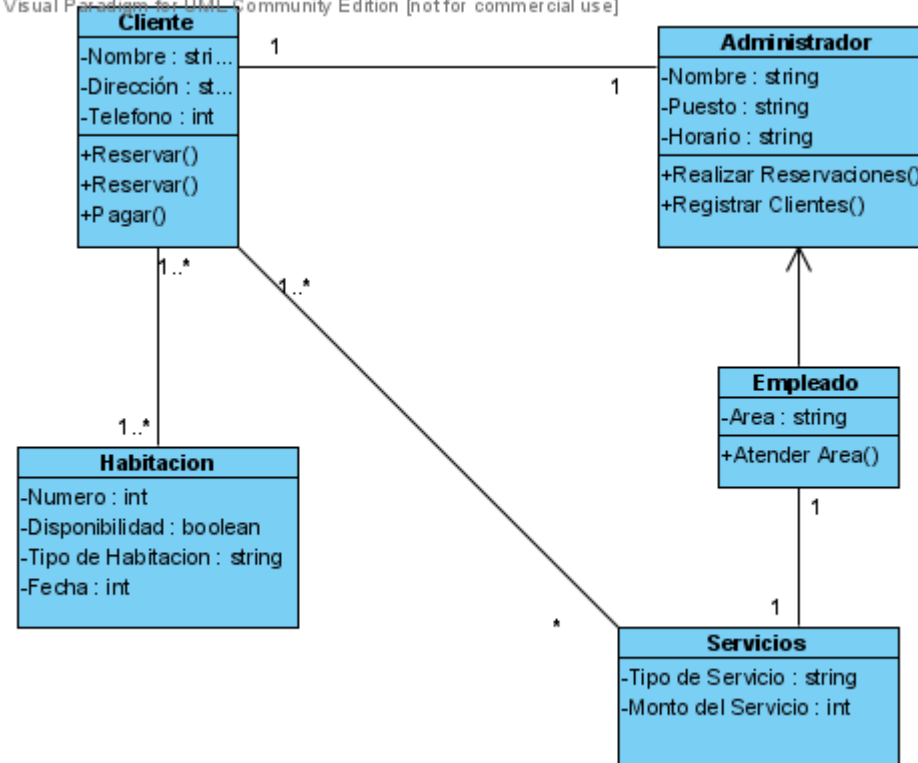 Visual Paradigm for UML Community Edition [not for commercial use]
Cliente
-Nombre : stri...
-Dirección : st...
-Telefono : int
+Reservar()
+Reservar()
+Pagar()
1
1
Administrador
-Nombre : string
-Puesto : string
-Horario : string
+Realizar Reservaciones()
+Registrar Clientes()
1..*
1..*
1..*
*
Habitacion
-Numero : int
-Disponibilidad : boolean
-Tipo de Habitacion : string
-Fecha : int
Empleado
-Area : string
+Atender Area()
1
1
Servicios
-Tipo de Servicio : string
-Monto del Servicio : int